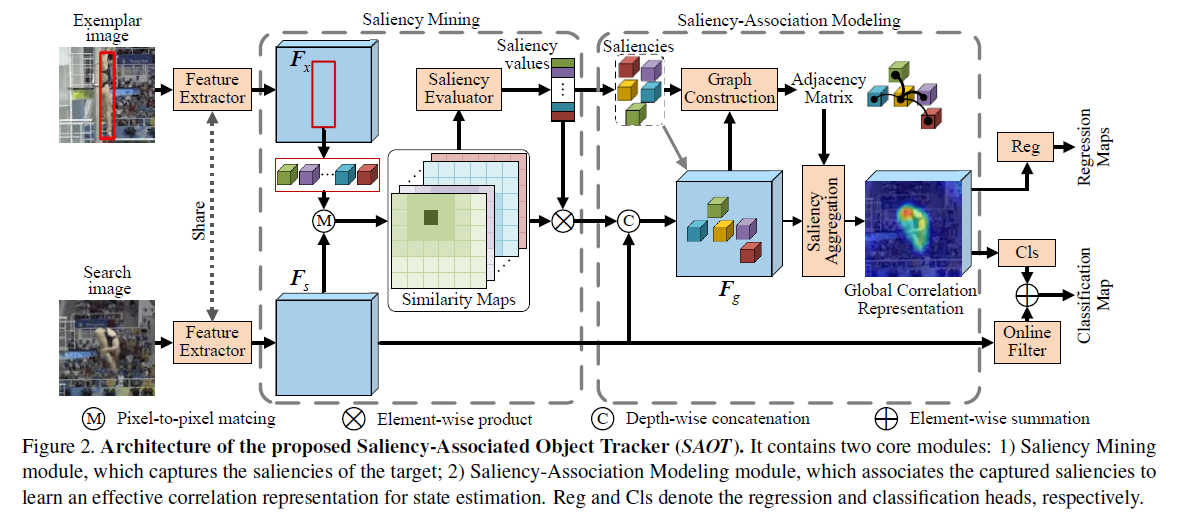 Exemplar image
Saliency Mining
Saliency-Association Modeling
Feature Extractor
Fx
Saliency Evaluator
Saliency values
Saliencies
Graph Construction
Adjacency Matrix
Reg
Regression Maps
Share
M
Similarity Maps
C
Fg
Saliency Aggregation
Global Correlation Representation
Cls
Classification Map
Search image
Feature Extractor
Fs
Online Filter
M Pixel-to-pixel matcing
Element-wise product
C Depth-wise concatenation
Element-wise summation
Figure 2. Architecture of the proposed Saliency-Associated Object Tracker (SAOT). It contains two core modules: 1) Saliency Mining
module, which captures the saliencies of the target; 2) Saliency-Association Modeling module, which associates the captured saliencies to
learn an effective correlation representation for state estimation. Reg and Cls denote the regression and classification heads, respectively.